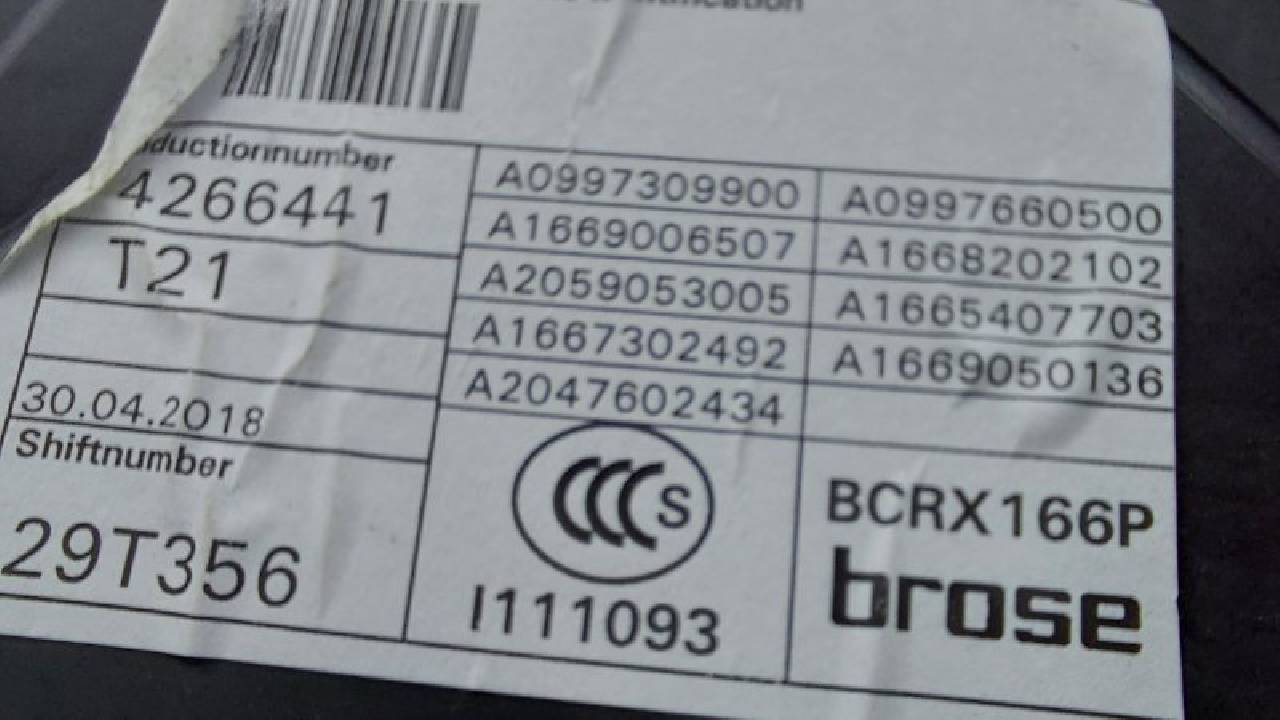 ductionnumber
4266441
T21
30.04.2018
Shiftnumber
29T356
A0997309900 A0997660500
A1669006507 A1668202102
A2059053005 A1665407703
A1667302492 A1669050136
A2047602434
CCC S
I111093
BCRX166P
brose